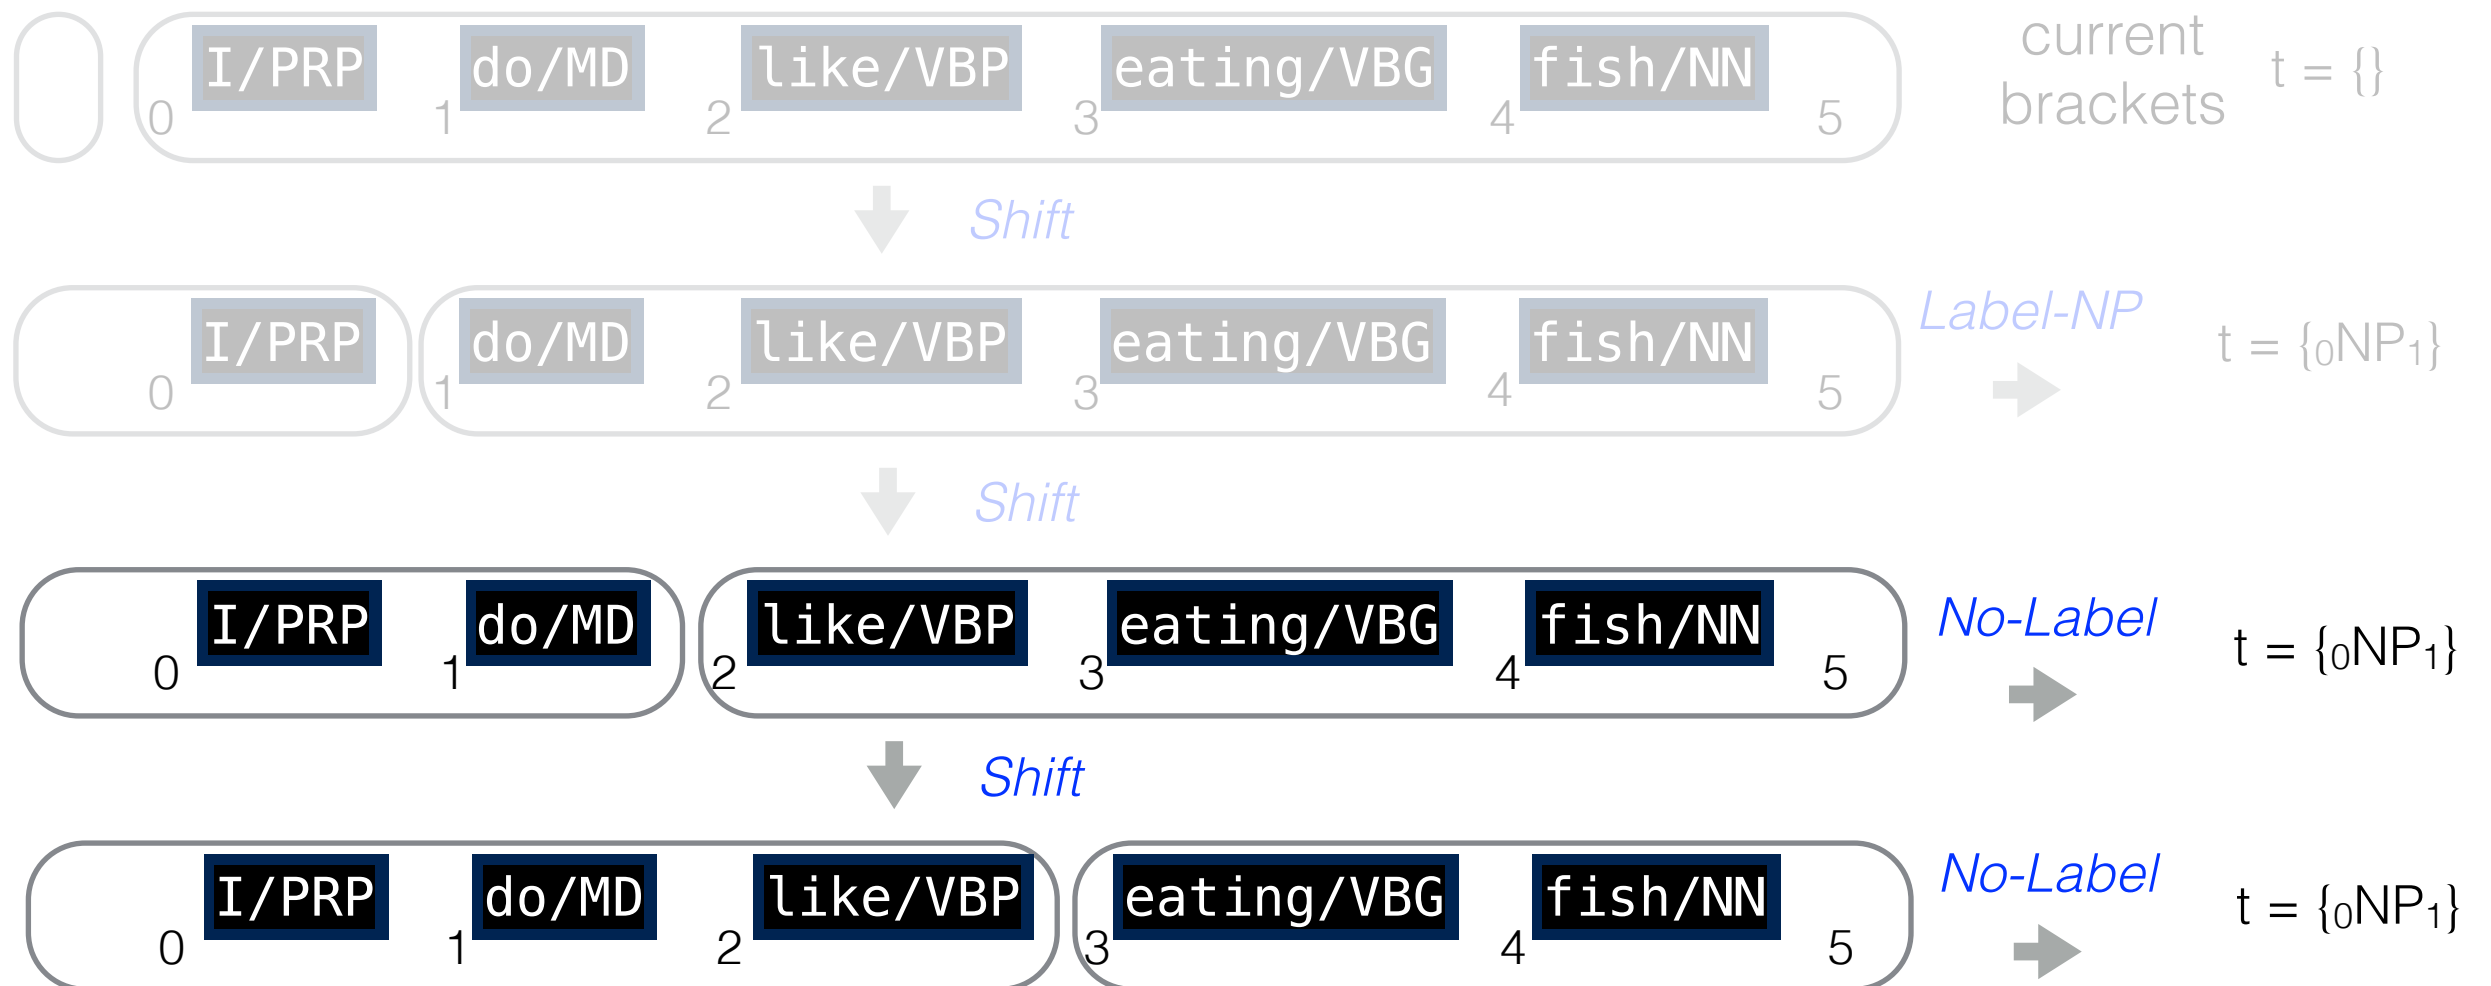 I/PRP do/MD like/VBP eating/VBG fish/NN current brackets t = {}
0 1 2 3 4 5
Shift
I/PRP do/MD like/VBP eating/VBG fish/NN Label-NP t = {₀NP₁}
0 1 2 3 4 5
Shift
I/PRP do/MD like/VBP eating/VBG fish/NN No-Label t = {₀NP₁}
0 1 2 3 4 5
Shift
I/PRP do/MD like/VBP eating/VBG fish/NN No-Label t = {₀NP₁}
0 1 2 3 4 5